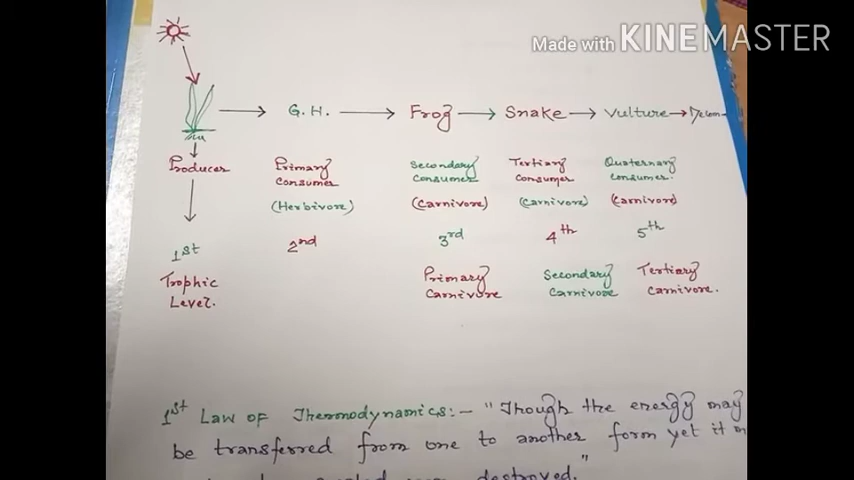 Made with KINEMASTER
G.H. Frog Snake Vulture Decom-
Producer Primary Consumer Secondary Consumer Tertiary Consumer Quaternary Consumer.
(Herbivore) (Carnivore) (Carnivore) (Carnivore)
1st 2nd 3rd 4th 5th
Trophic Level. Primary Carnivore Secondary Carnivore Tertiary Carnivore.
1st Law of Thermodynamics:- "Though the energy may
be transferred from one to another form yet it
destroyed."